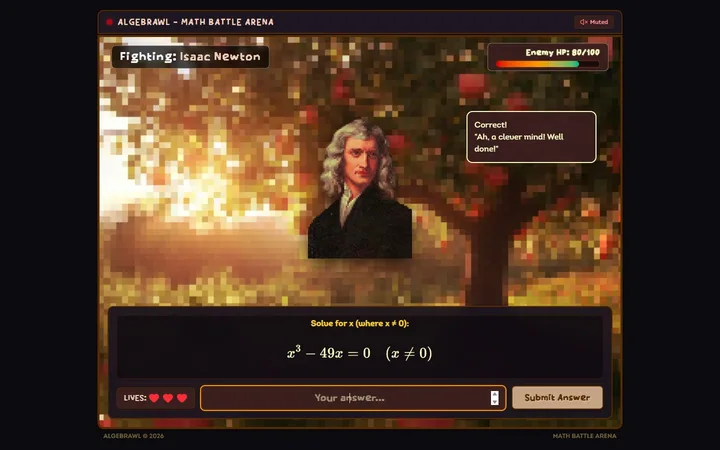 ALGEBRAWL – MATH BATTLE ARENA
Muted
Fighting: Isaac Newton
Enemy HP: 80/100
Correct!
"Ah, a clever mind! Well
done!"
Solve for x (where x ≠ 0):
x³ − 49x = 0 (x ≠ 0)
LIVES:
Your answer...
Submit Answer
ALGEBRAWL © 2026
MATH BATTLE ARENA